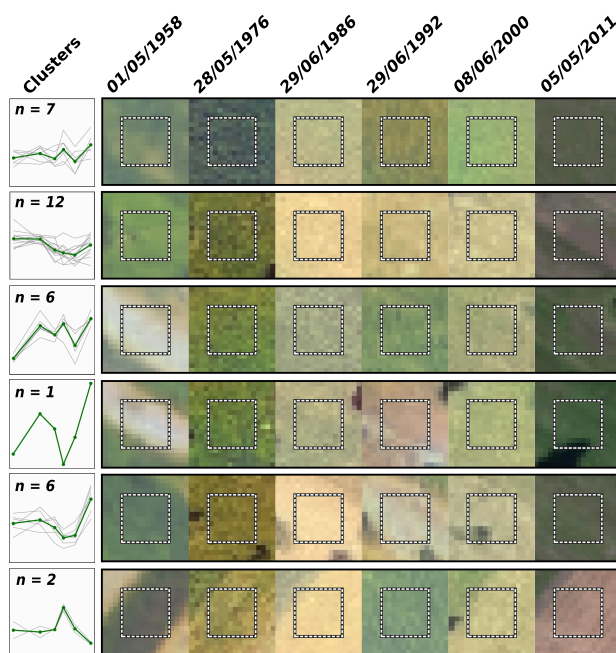 Clusters
01/05/1958
28/05/1976
29/06/1986
29/06/1992
08/06/2000
05/05/2011
n = 7
n = 12
n = 6
n = 1
n = 6
n = 2